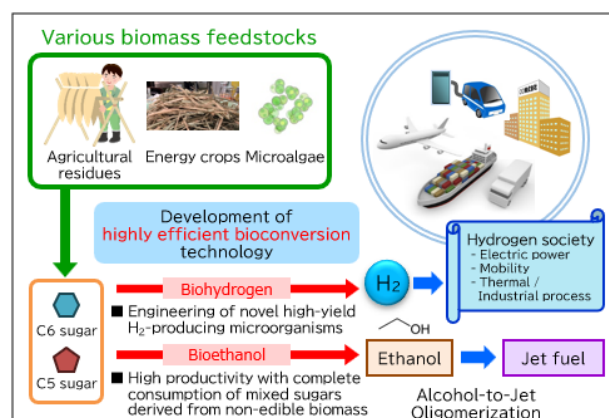 Various biomass feedstocks
Agricultural
residues
Energy crops
Microalgae
Development of
highly efficient bioconversion
technology
Hydrogen society
- Electric power
- Mobility
- Thermal /
Industrial process
C6 sugar
C5 sugar
Biohydrogen
H2
■ Engineering of novel high-yield
H2-producing microorganisms
Bioethanol
OH
Ethanol
Jet fuel
■ High productivity with complete
consumption of mixed sugars
derived from non-edible biomass
Alcohol-to-Jet
Oligomerization